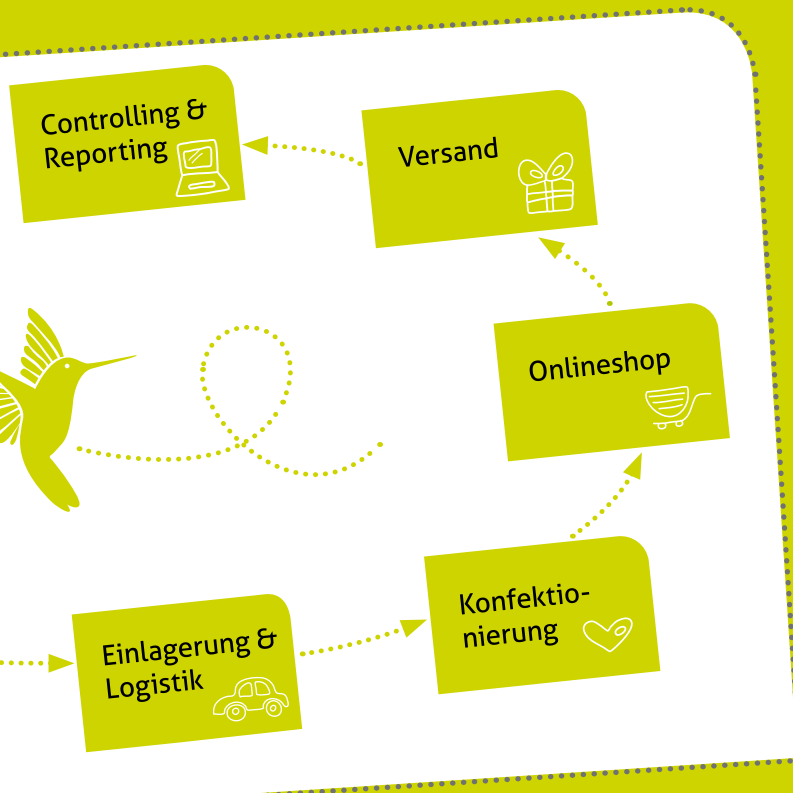 Controlling &
Reporting
Versand
Onlineshop
Konfektio-
nierung
Einlagerung &
Logistik